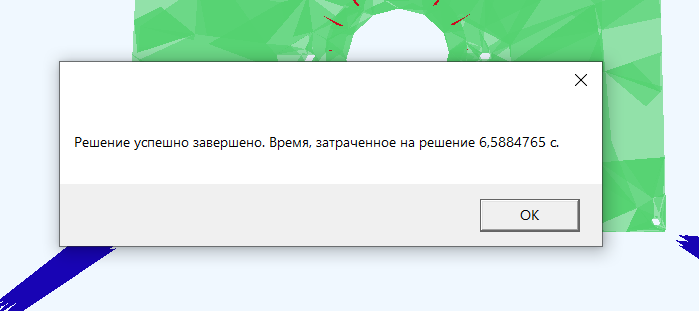 Решение успешно завершено. Время, затраченное на решение 6,5884765 с.
OK